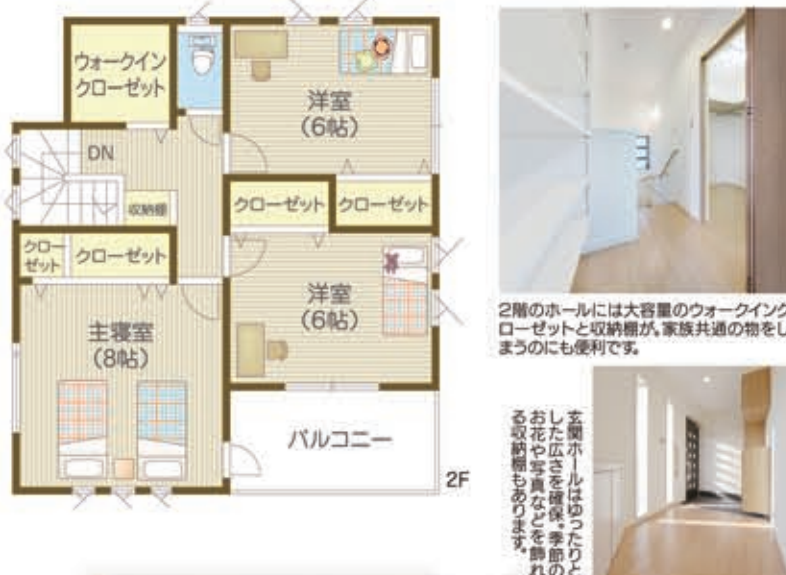 ウォークイン
クローゼット
洋室
(6帖)
DN
収納棚
クローゼット
クローゼット
クロー
ゼット
クローゼット
洋室
(6帖)
主寝室
(8帖)
バルコニー
2F
2階のホールには大容量のウォークインク
ローゼットと収納棚が。家族共通の物をし
まうのにも便利です。
玄関ホールはゆったりと
した広さを確保。季節の
お花や写真などを飾れ
る収納棚もあります。